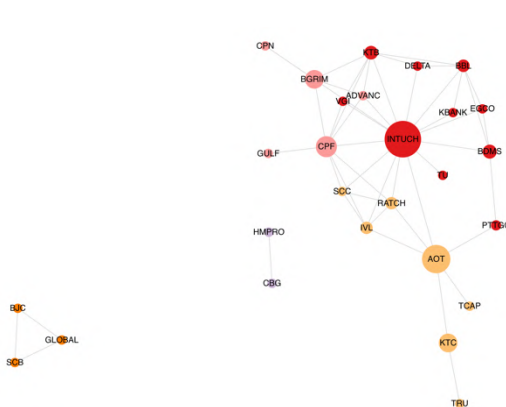 CPN
KTB
DELTA
BBL
BGRIM
ADVANC
VGI
KBANK
EGCO
INTUCH
CPF
GULF
BDMS
TU
SCC
RATCH
IVL
PTTGC
HMPRO
AOT
CBG
TCAP
BJC
GLOBAL
KTC
SCB
TRU